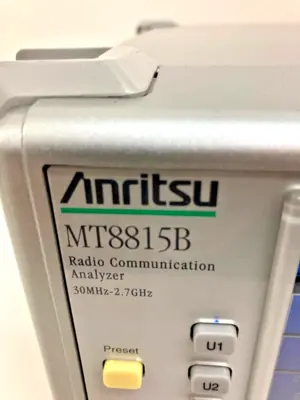 Anritsu
MT8815B
Radio Communication
Analyzer
30MHz-2.7GHz
Preset
U1
U2